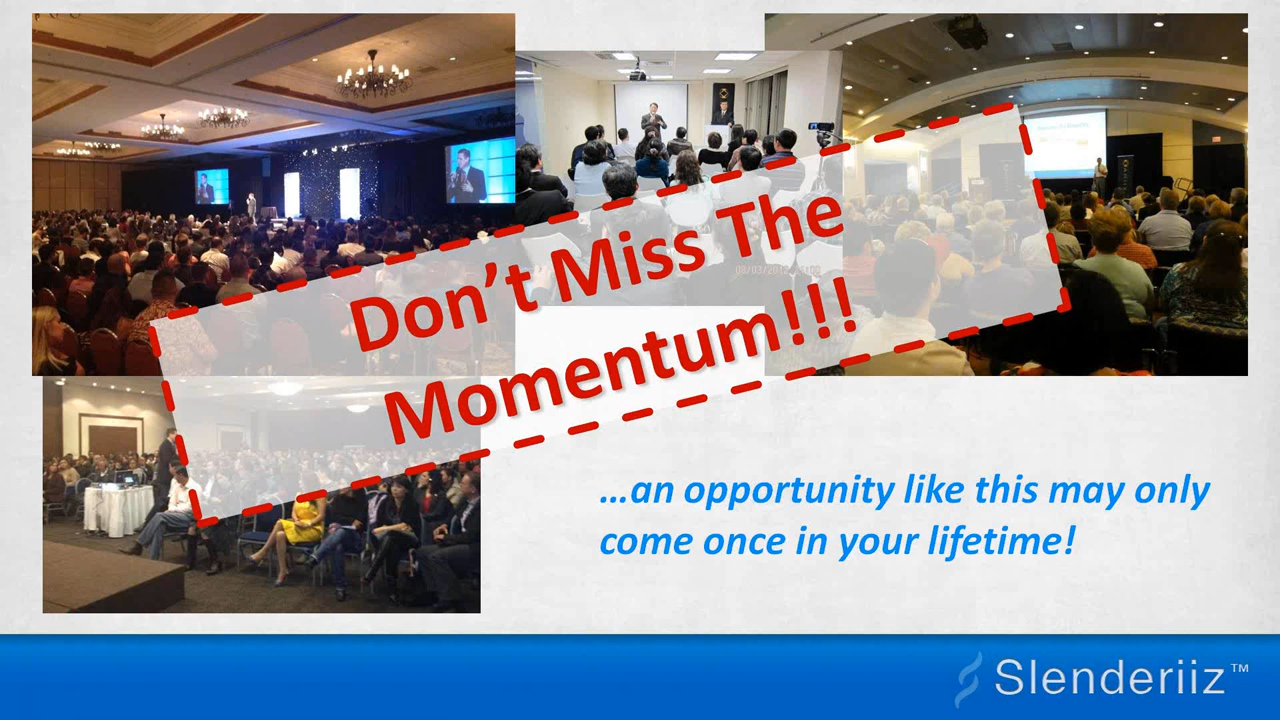 Don't Miss The
Momentum!!!
...an opportunity like this may only
come once in your lifetime!
Slenderiiz™